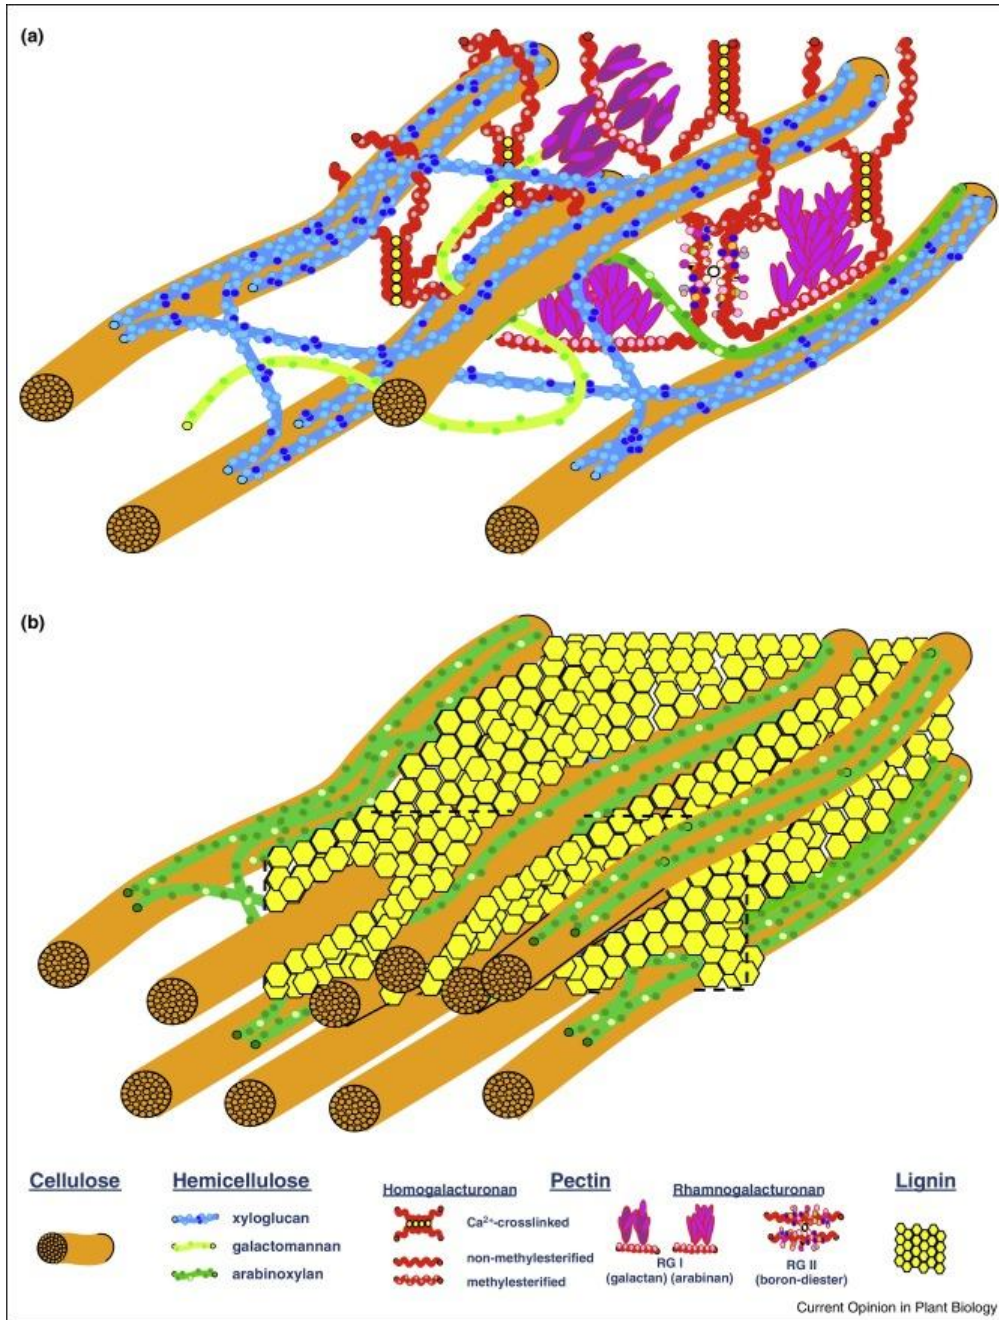 (a)
(b)
Cellulose
Hemicellulose
xyloglucan
galactomannan
arabinoxylan
Pectin
Homogalacturonan
Ca²⁺-crosslinked
non-methylesterified
methylesterified
Rhamnogalacturonan
RG I
(galactan) (arabinan)
RG II
(boron-diester)
Lignin
Current Opinion in Plant Biology